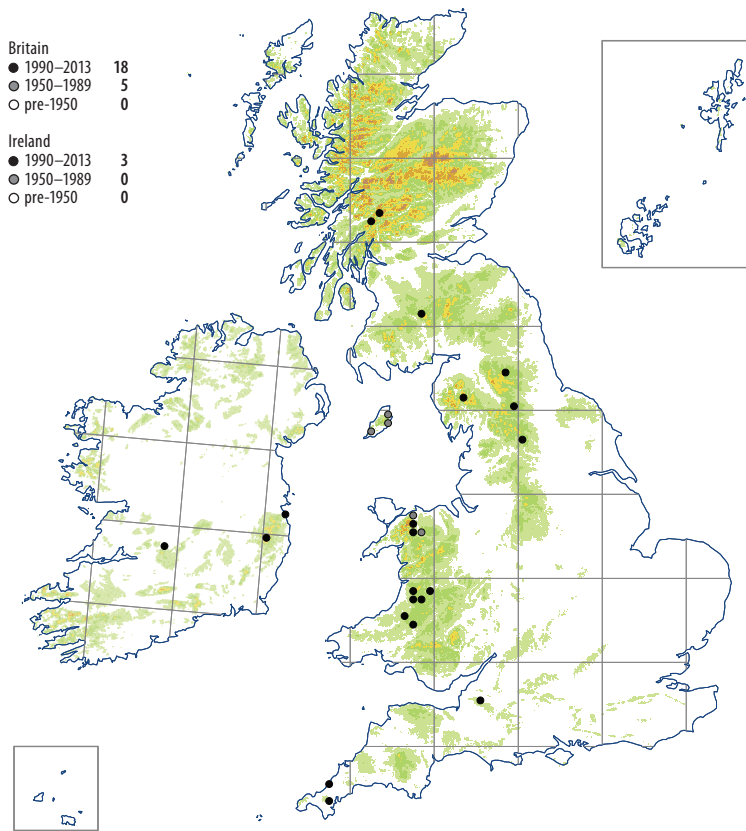 Britain
● 1990–2013 18
● 1950–1989 5
○ pre-1950 0
Ireland
● 1990–2013 3
● 1950–1989 0
○ pre-1950 0